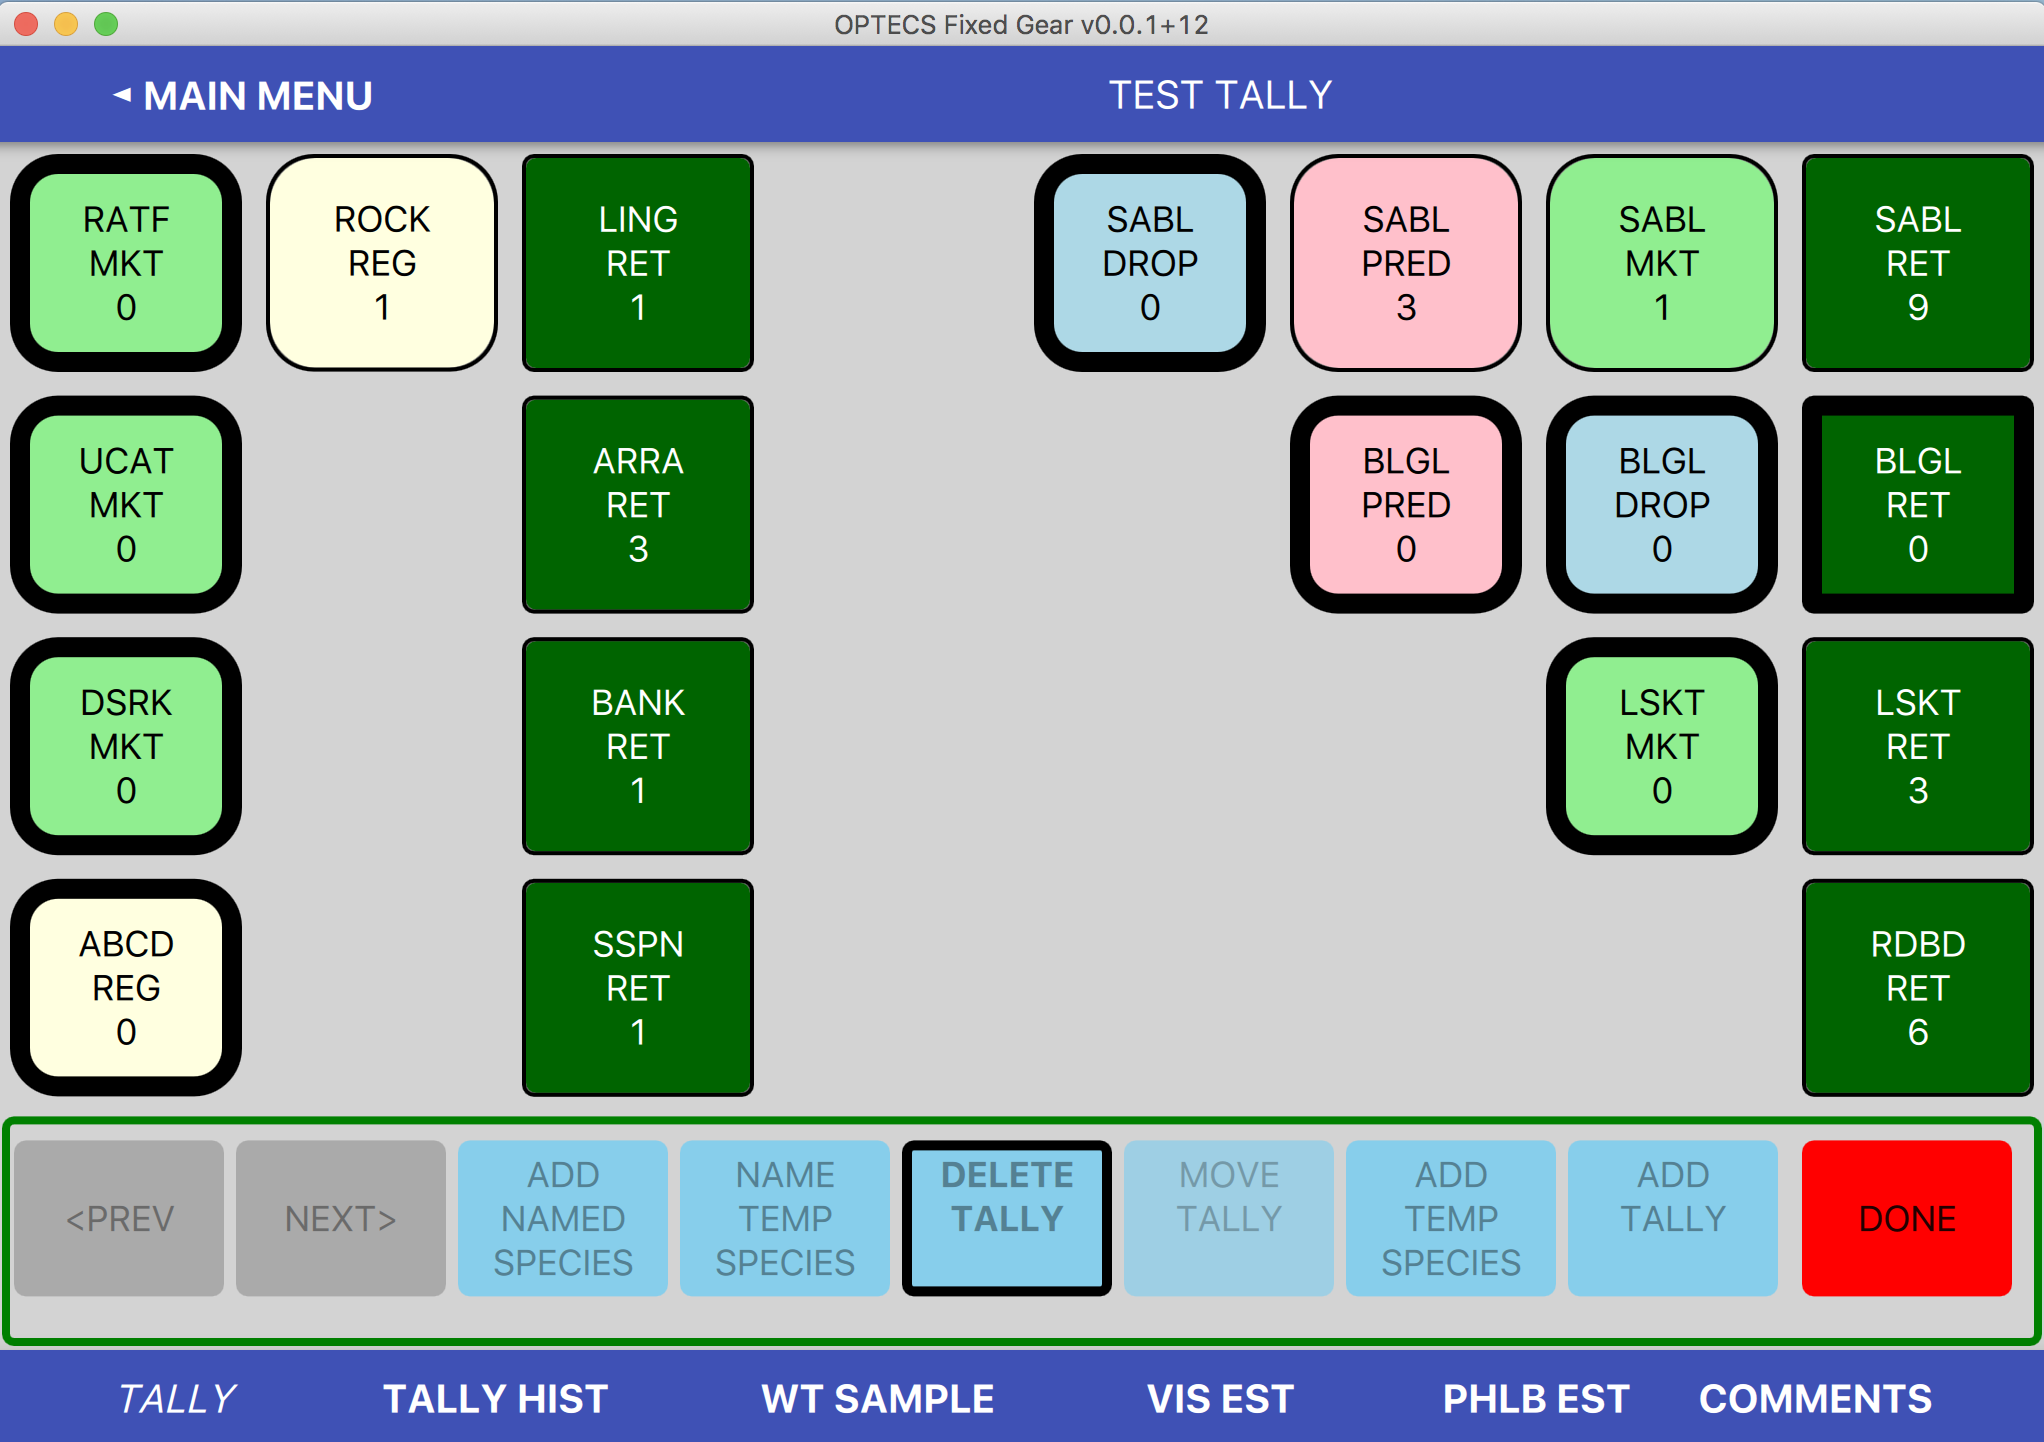 OPTECS Fixed Gear v0.0.1+12
◄ MAIN MENU
TEST TALLY
RATF
MKT
0
ROCK
REG
1
LING
RET
1
SABL
DROP
0
SABL
PRED
3
SABL
MKT
1
SABL
RET
9
UCAT
MKT
0
ARRA
RET
3
BLGL
PRED
0
BLGL
DROP
0
BLGL
RET
0
DSRK
MKT
0
BANK
RET
1
LSKT
MKT
0
LSKT
RET
3
ABCD
REG
0
SSPN
RET
1
RDBD
RET
6
<PREV
NEXT>
ADD
NAMED
SPECIES
NAME
TEMP
SPECIES
DELETE
TALLY
MOVE
TALLY
ADD
TEMP
SPECIES
ADD
TALLY
DONE
TALLY
TALLY HIST
WT SAMPLE
VIS EST
PHLB EST
COMMENTS